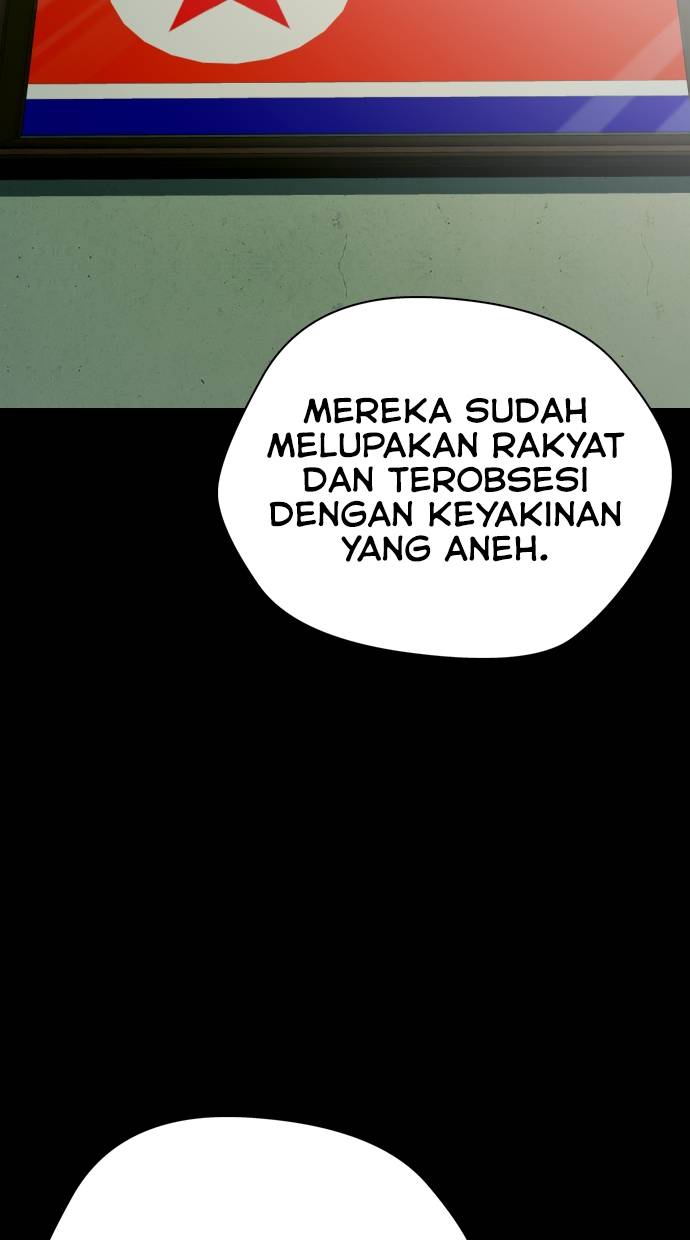 MEREKA SUDAH
MELUPAKAN RAKYAT
DAN TEROBSESI
DENGAN KEYAKINAN
YANG ANEH.